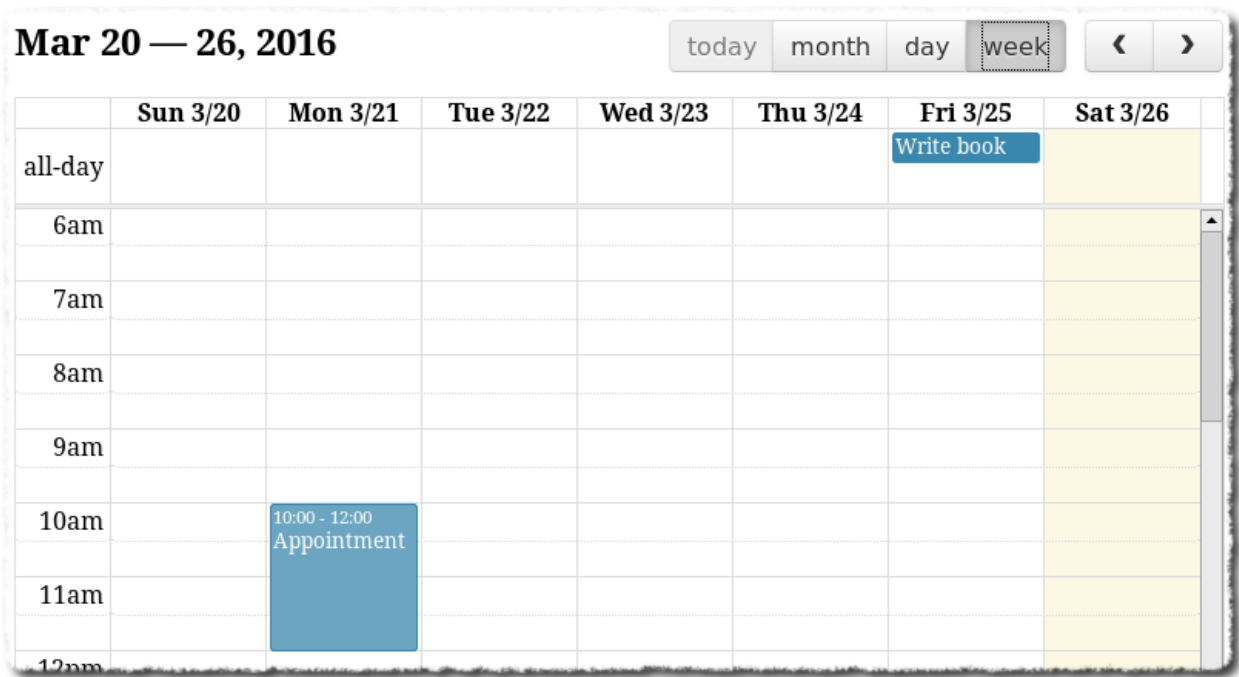 Mar 20 — 26, 2016 today month day week ‹ ›
Sun 3/20 Mon 3/21 Tue 3/22 Wed 3/23 Thu 3/24 Fri 3/25 Sat 3/26
all-day Write book
6am
7am
8am
9am
10am 10:00 - 12:00
Appointment
11am
12pm